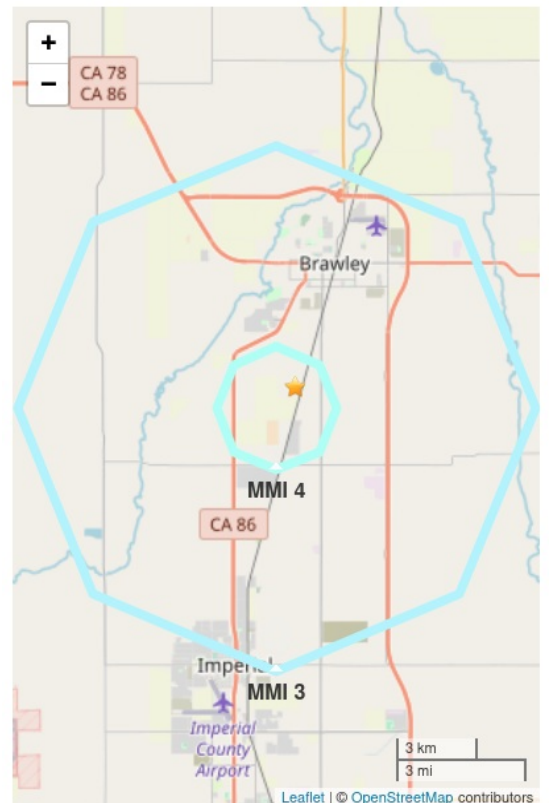 +
−
CA 78
CA 86
Brawley
MMI 4
CA 86
Imperial
MMI 3
Imperial
County
Airport
3 km
3 mi
Leaflet | © OpenStreetMap contributors